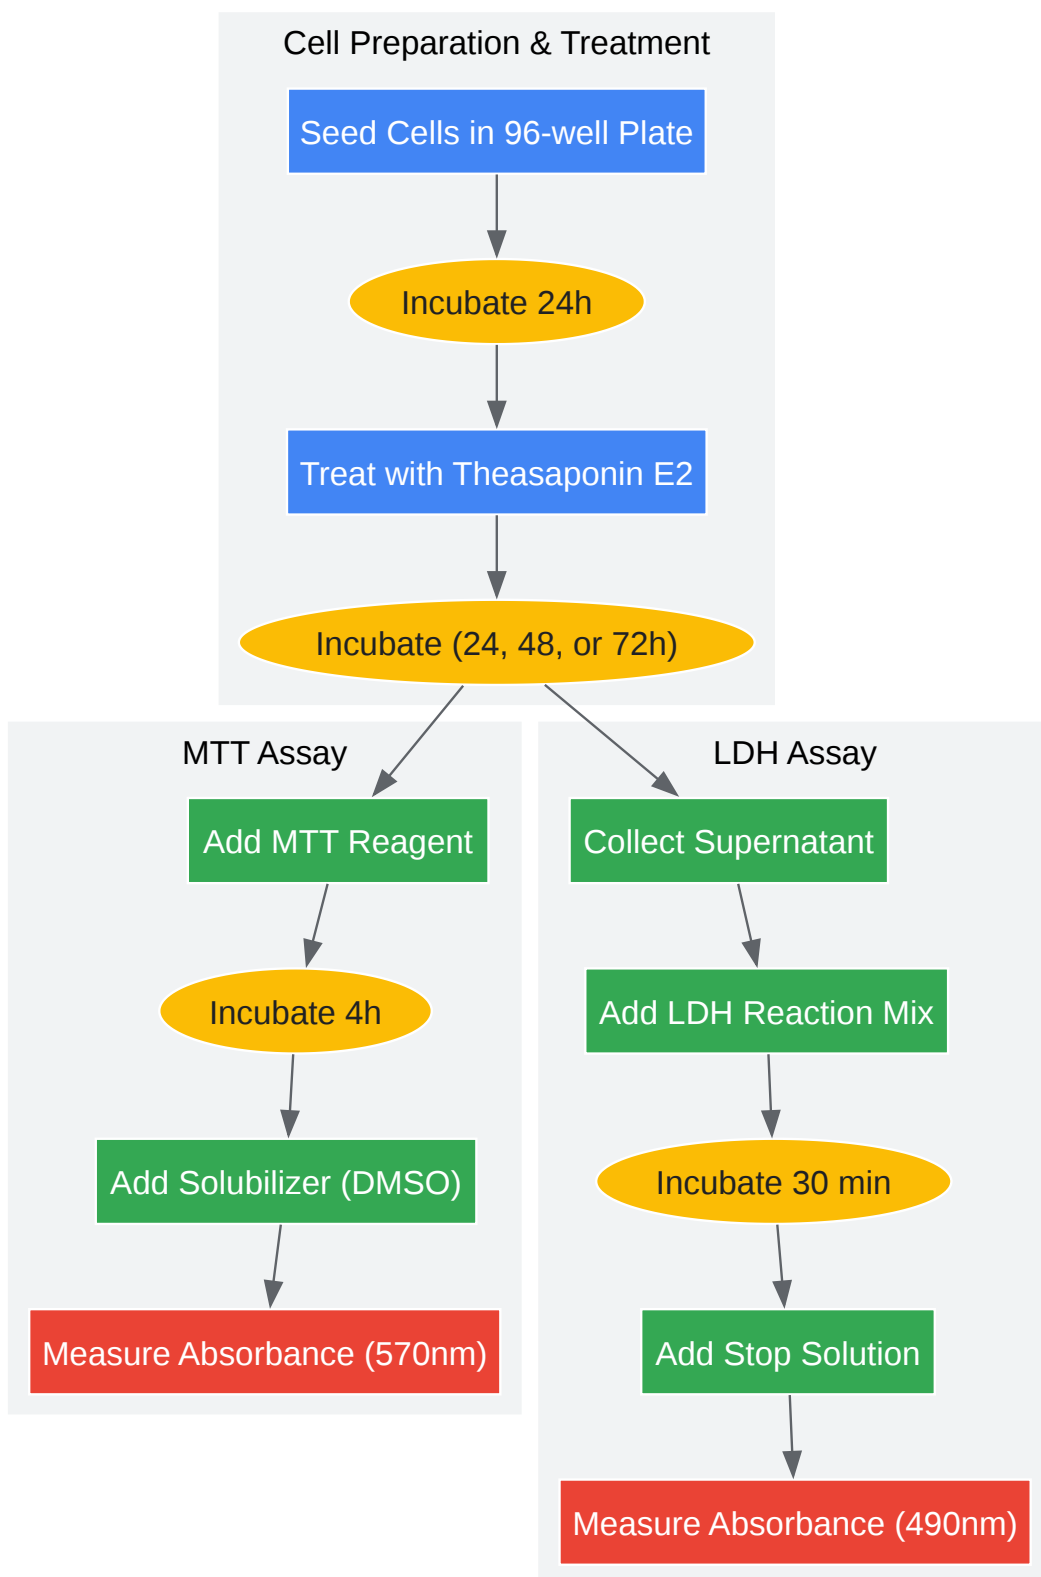 Cell Preparation & Treatment
Seed Cells in 96-well Plate
Incubate 24h
Treat with Theasaponin E2
Incubate (24, 48, or 72h)
MTT Assay
Add MTT Reagent
Incubate 4h
Add Solubilizer (DMSO)
Measure Absorbance (570nm)
LDH Assay
Collect Supernatant
Add LDH Reaction Mix
Incubate 30 min
Add Stop Solution
Measure Absorbance (490nm)